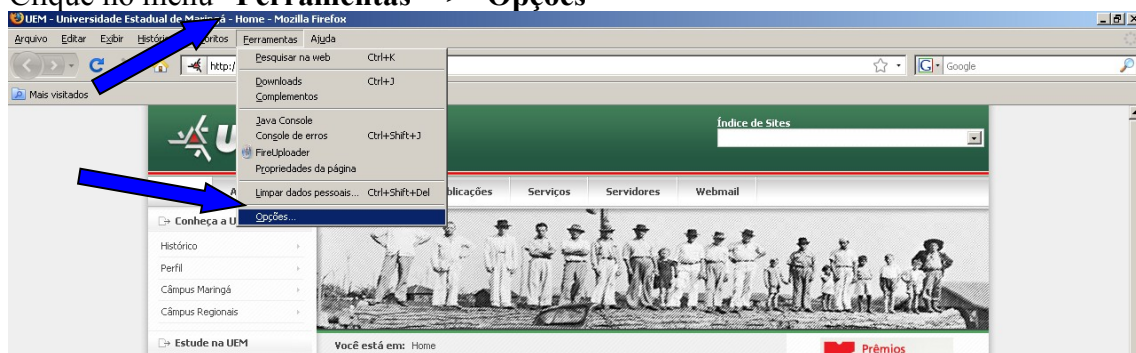 Clique no menu "Ferramentas" -> "Opções"
UEM - Universidade Estadual de Maringá - Home - Mozilla Firefox
Arquivo Editar Exibir Ferramentas Ajuda
http:/
Google
Mais visitados
Pesquisar na web Ctrl+K
Downloads Ctrl+J
Complementos
Java Console
Console de erros Ctrl+Shift+J
FireUploader
Propriedades da página
Limpar dados pessoais... Ctrl+Shift+Del
Opções...
Índice de Sites
blicações Serviços Servidores Webmail
Conheça a U
Histórico
Perfil
Câmpus Maringá
Câmpus Regionais
Estude na UEM
Você está em: Home
Prêmios